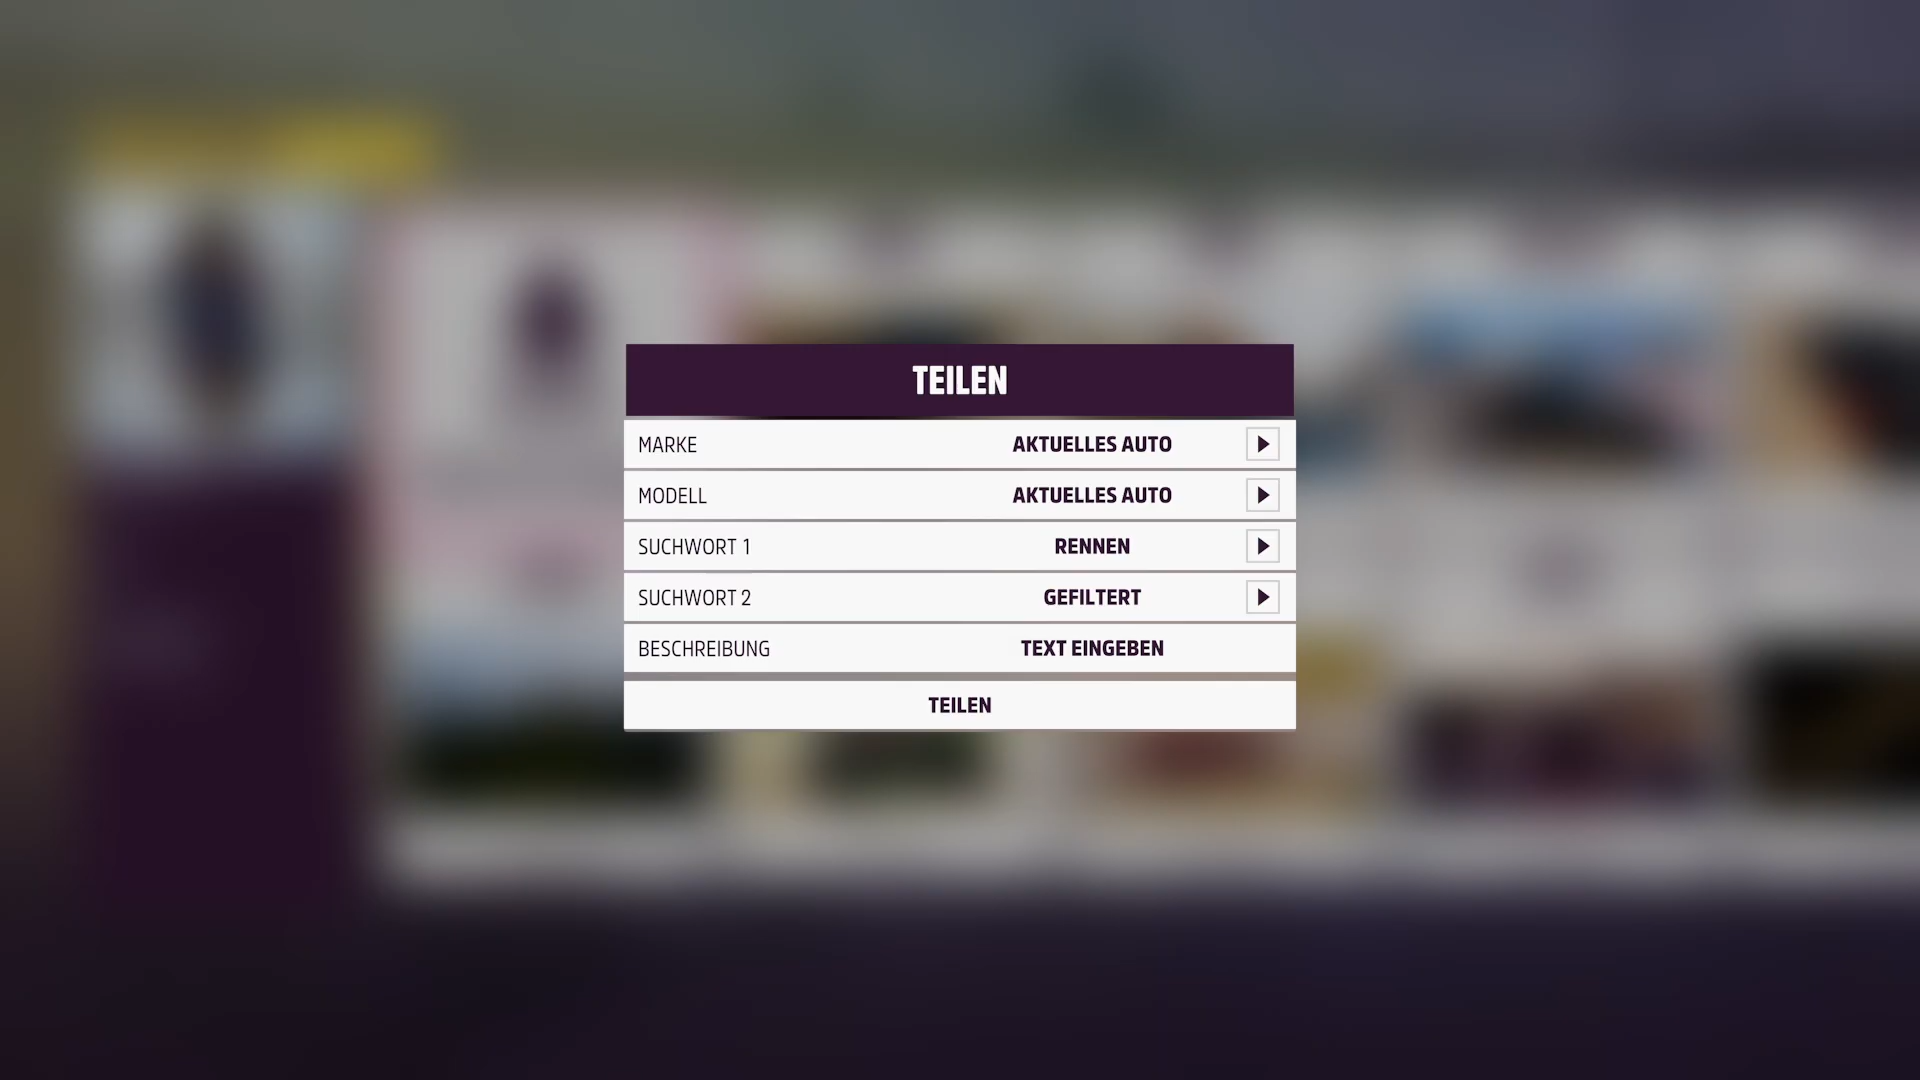 TEILEN
MARKE AKTUELLES AUTO
MODELL AKTUELLES AUTO
SUCHWORT 1 RENNEN
SUCHWORT 2 GEFILTERT
BESCHREIBUNG TEXT EINGEBEN
TEILEN